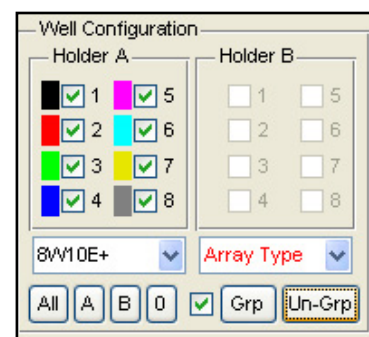 Well Configuration
Holder A Holder B
1 5 1 5
2 6 2 6
3 7 3 7
4 8 4 8
8W10E+ Array Type
All A B 0 Grp Un-Grp